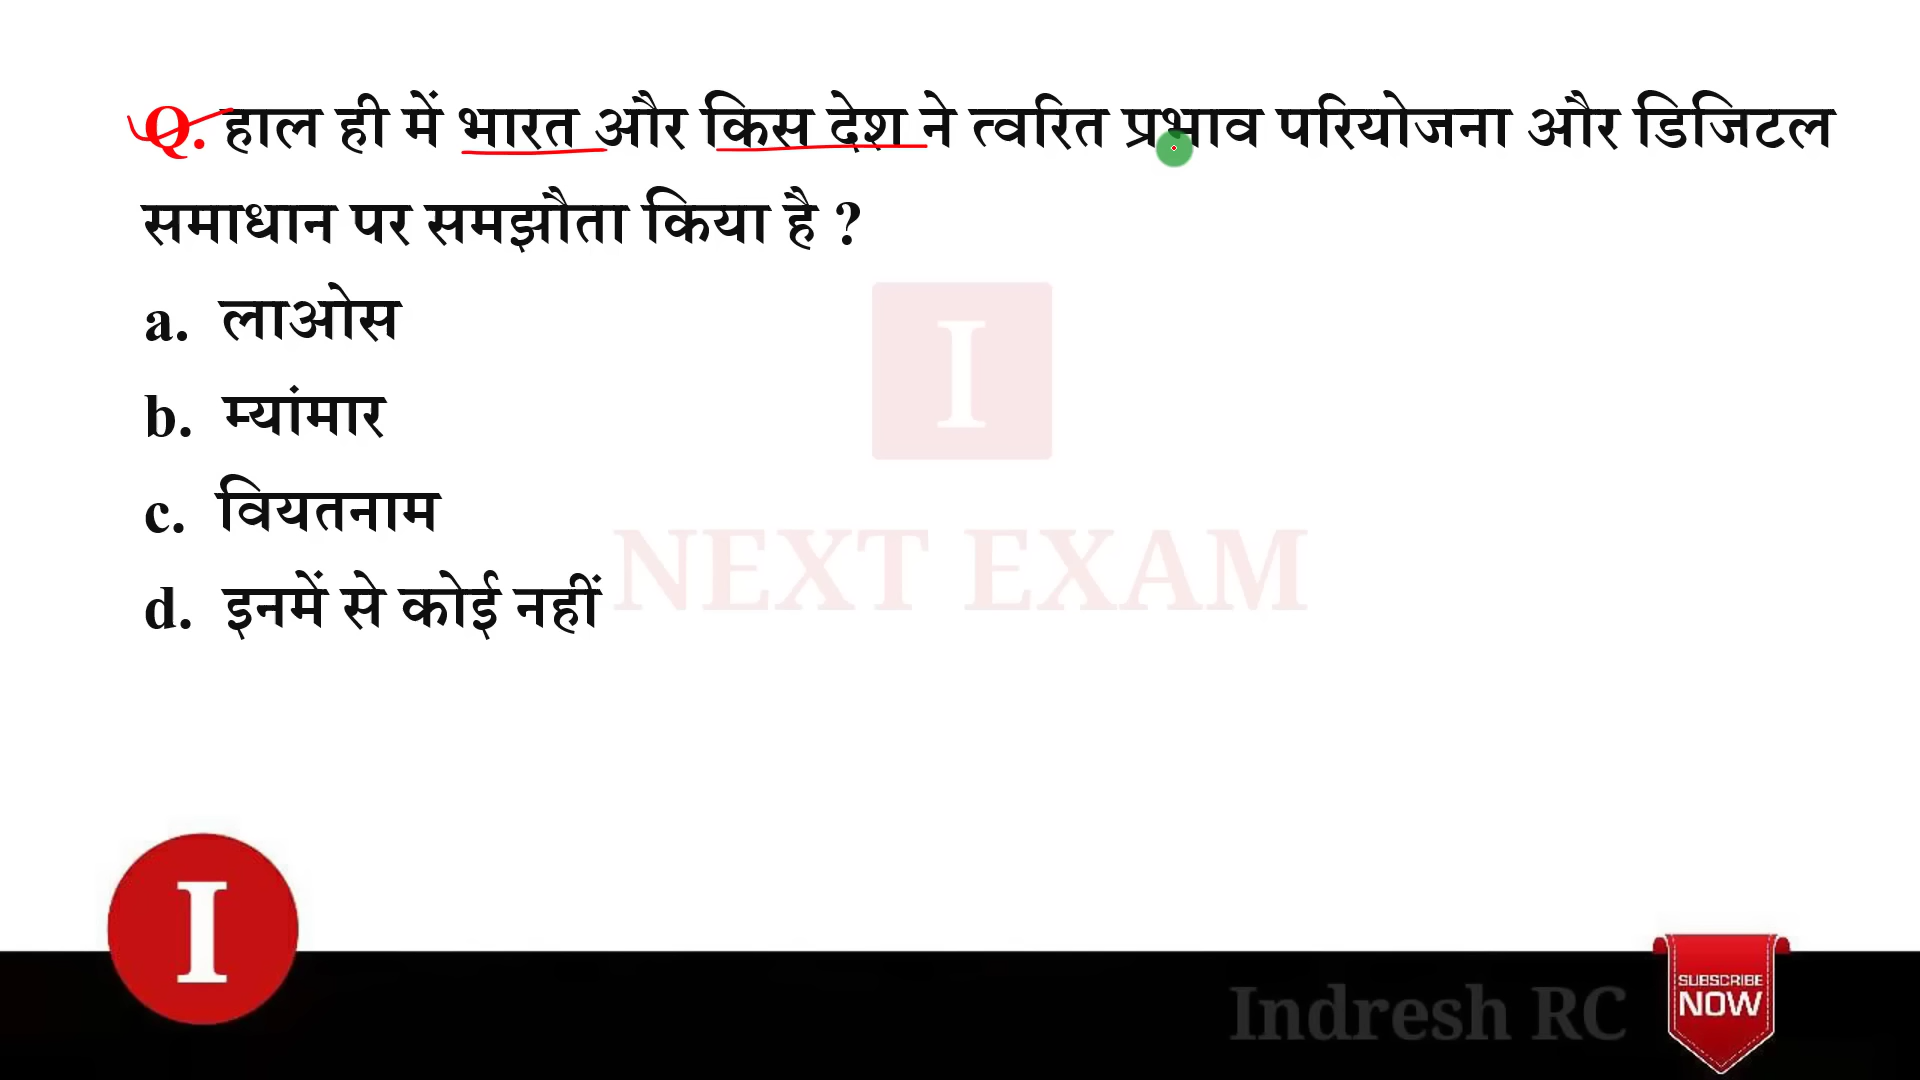 Q. हाल ही में भारत और किस देश ने त्वरित प्रभाव परियोजना और डिजिटल
समाधान पर समझौता किया है ?
a. लाओस
b. म्यांमार
c. वियतनाम
d. इनमें से कोई नहीं
I
NEXT EXAM
I
Indresh RC
SUBSCRIBE
NOW